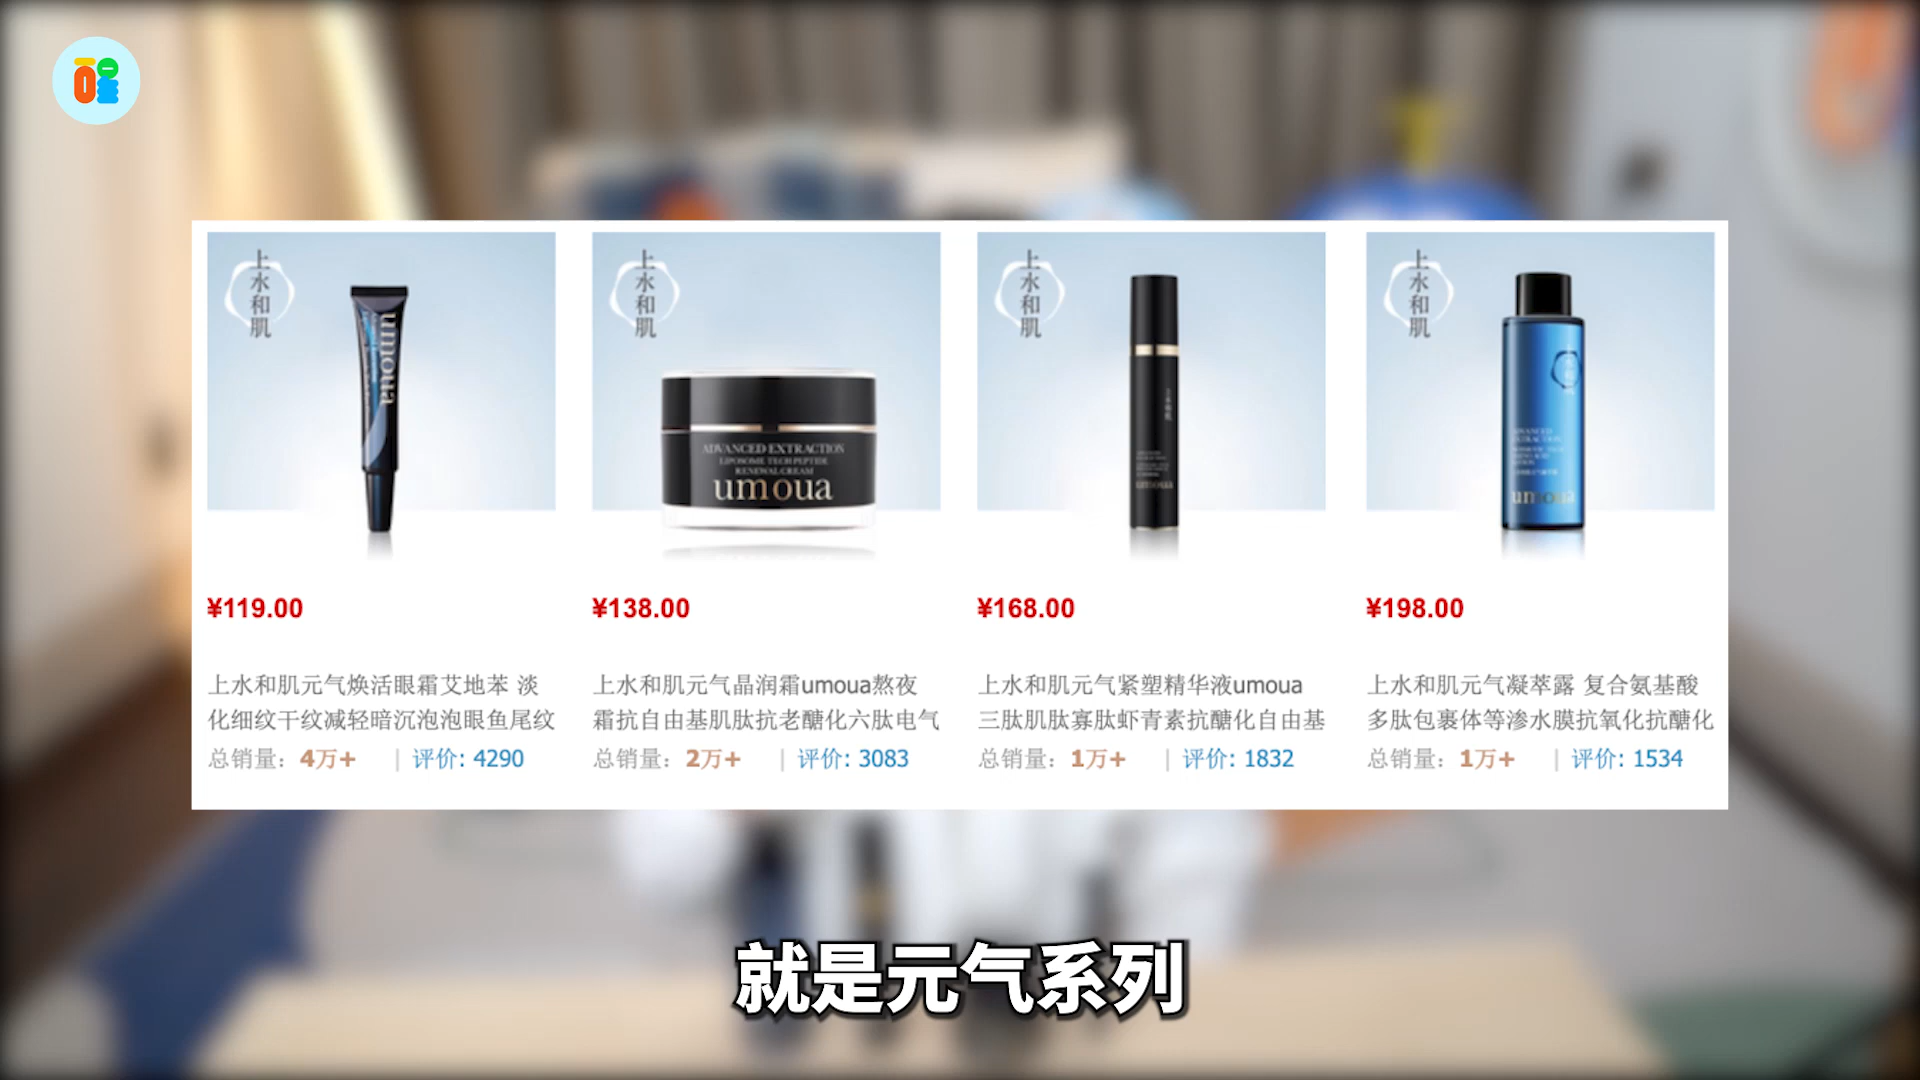 上水和肌
上水和肌
上水和肌
上水和肌
umoua
ADVANCED EXTRACTION
LIPOSOME TECH PEPTIDE
RENEWAL CREAM
umoua
umoua
ADVANCED
EXTRACTION
umoua
¥119.00
¥138.00
¥168.00
¥198.00
上水和肌元气焕活眼霜艾地苯 淡
化细纹干纹减轻暗沉泡泡眼鱼尾纹
总销量：4万+ | 评价: 4290
上水和肌元气晶润霜umoua熬夜
霜抗自由基肌肽抗老醣化六肽电气
总销量：2万+ | 评价: 3083
上水和肌元气紧塑精华液umoua
三肽肌肽寡肽虾青素抗醣化自由基
总销量：1万+ | 评价: 1832
上水和肌元气凝萃露 复合氨基酸
多肽包裹体等渗水膜抗氧化抗醣化
总销量：1万+ | 评价: 1534
就是元气系列